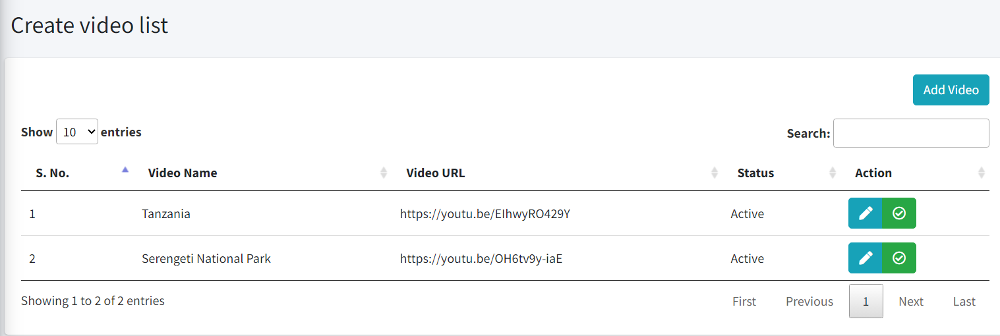 Create video list
Add Video
Show 10 entries
Search:
S. No. Video Name Video URL Status Action
1 Tanzania https://youtu.be/EIhwyRO429Y Active
2 Serengeti National Park https://youtu.be/OH6tv9y-iaE Active
Showing 1 to 2 of 2 entries
First Previous 1 Next Last